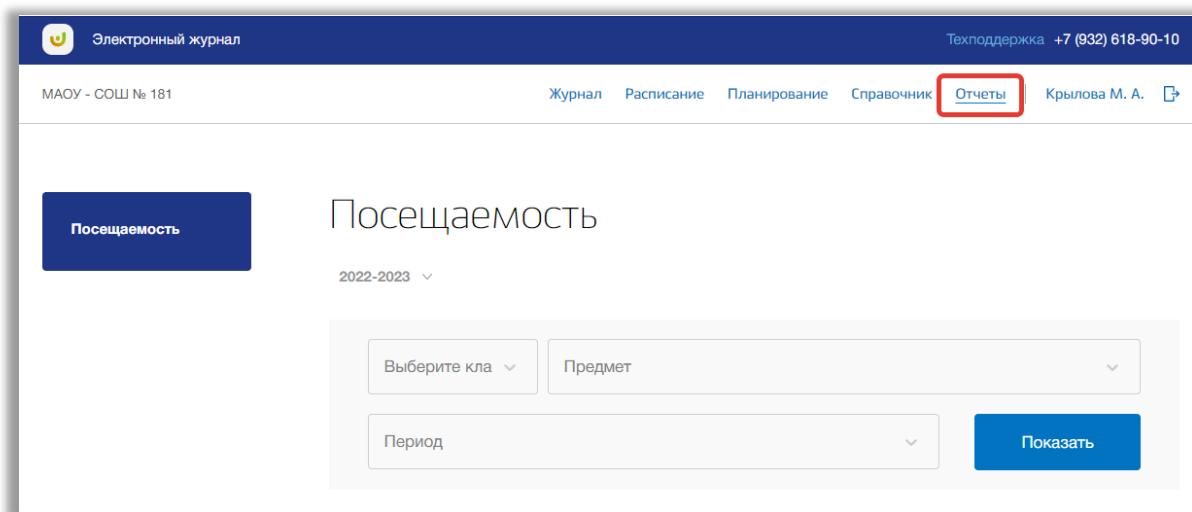 Электронный журнал
Техподдержка +7 (932) 618-90-10
МАОУ - СОШ № 181
Журнал Расписание Планирование Справочник Отчеты Крылова М. А.
Посещаемость
Посещаемость
2022-2023
Выберите кла
Предмет
Период
Показать